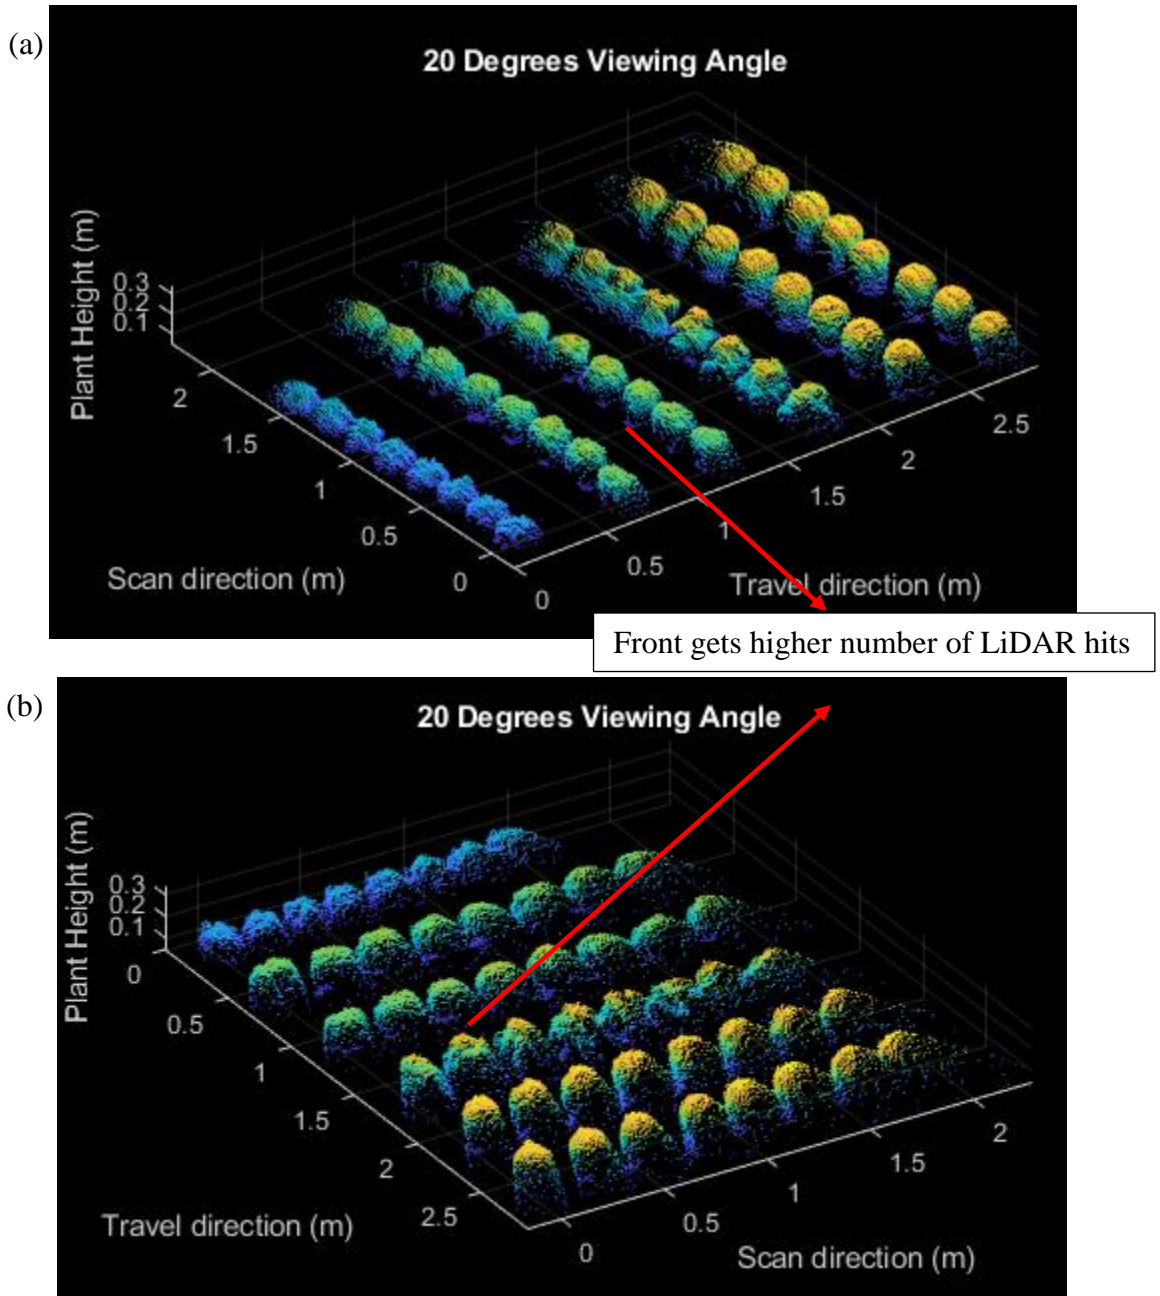 (a)
20 Degrees Viewing Angle
Plant Height (m)
0.3
0.2
0.1
2
1.5
1
0.5
0
Scan direction (m)
0
0.5
1
1.5
2
2.5
Travel direction (m)
Front gets higher number of LiDAR hits
(b)
20 Degrees Viewing Angle
Plant Height (m)
0.3
0.2
0.1
0
0.5
1
1.5
2
2.5
Travel direction (m)
0
0.5
1
1.5
2
Scan direction (m)